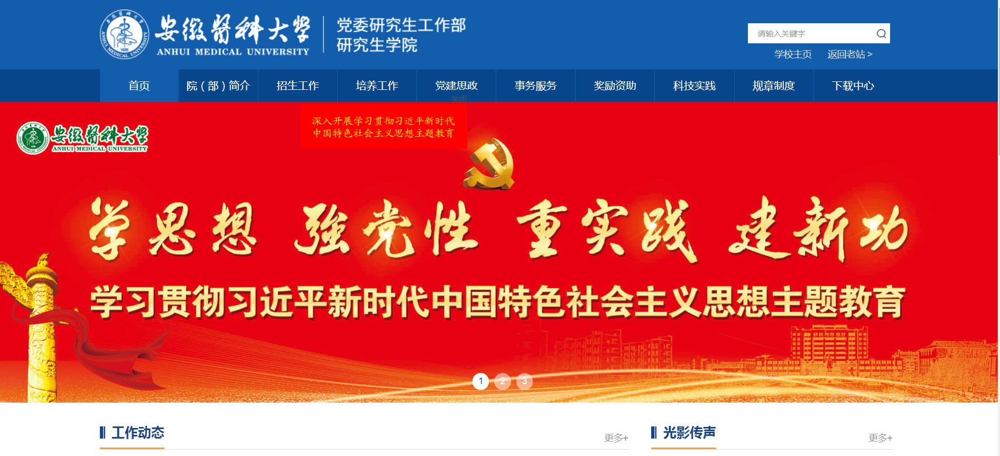 安徽医科大学
ANHUI MEDICAL UNIVERSITY
党委研究生工作部
研究生学院
请输入关键字
学校主页 返回老站 >
首页 院（部）简介 招生工作 培养工作 党建思政 事务服务 奖励资助 科技实践 规章制度 下载中心
关闭
深入开展学习贯彻习近平新时代
中国特色社会主义思想主题教育
安徽医科大学
ANHUI MEDICAL UNIVERSITY
学思想 强党性 重实践 建新功
学习贯彻习近平新时代中国特色社会主义思想主题教育
1 2 3
工作动态 更多+
光影传声 更多+